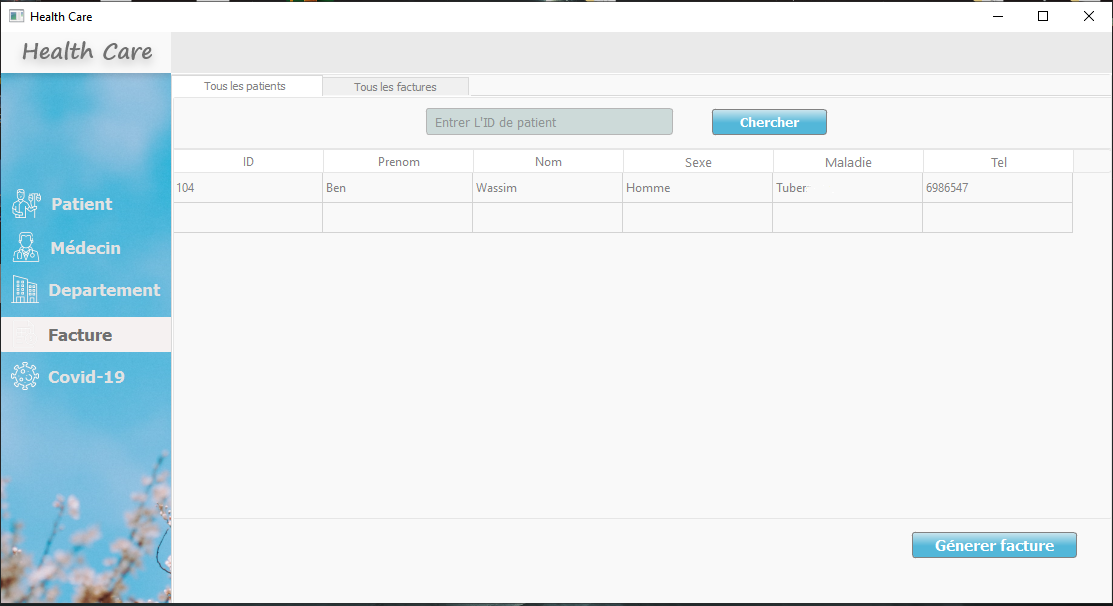 Health Care
Health Care
Tous les patients Tous les factures
Entrer L'ID de patient Chercher
ID Prenom Nom Sexe Maladie Tel
104 Ben Wassim Homme Tuber 6986547
Patient
Médecin
Departement
Facture
Covid-19
Génerer facture